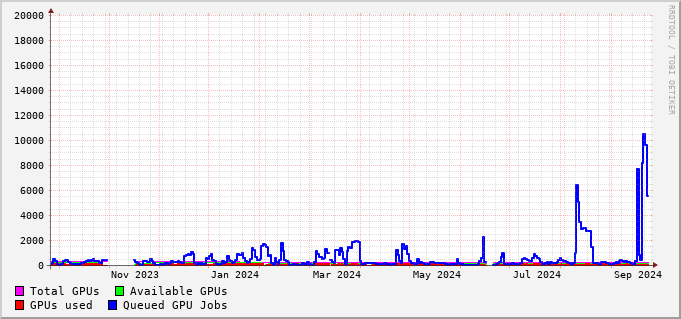 20000
18000
16000
14000
12000
10000
8000
6000
4000
2000
0
Nov 2023 Jan 2024 Mar 2024 May 2024 Jul 2024 Sep 2024
Total GPUs Available GPUs
GPUs used Queued GPU Jobs
RRDTOOL / TOBI OETIKER